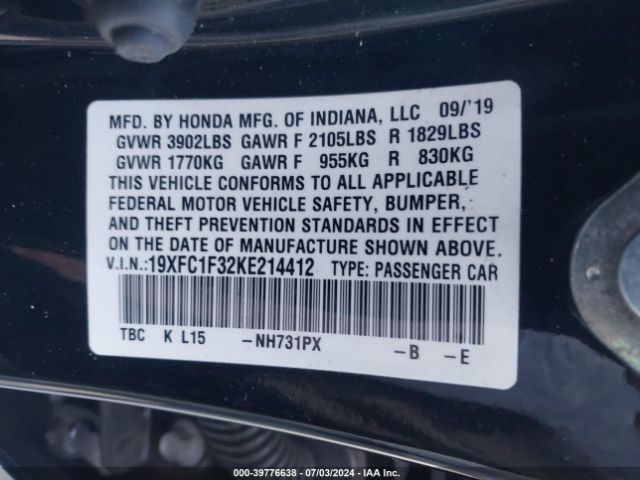 MFD. BY HONDA MFG. OF INDIANA, LLC 09/'19
GVWR 3902LBS GAWR F 2105LBS R 1829LBS
GVWR 1770KG GAWR F 955KG R 830KG
THIS VEHICLE CONFORMS TO ALL APPLICABLE
FEDERAL MOTOR VEHICLE SAFETY, BUMPER,
AND THEFT PREVENTION STANDARDS IN EFFECT
ON THE DATE OF MANUFACTURE SHOWN ABOVE.
V.I.N.:19XFC1F32KE214412 TYPE: PASSENGER CAR
TBC K L15 -NH731PX -B -E
© COPART - 39776638 - 07/03/2024 - IAA Inc.